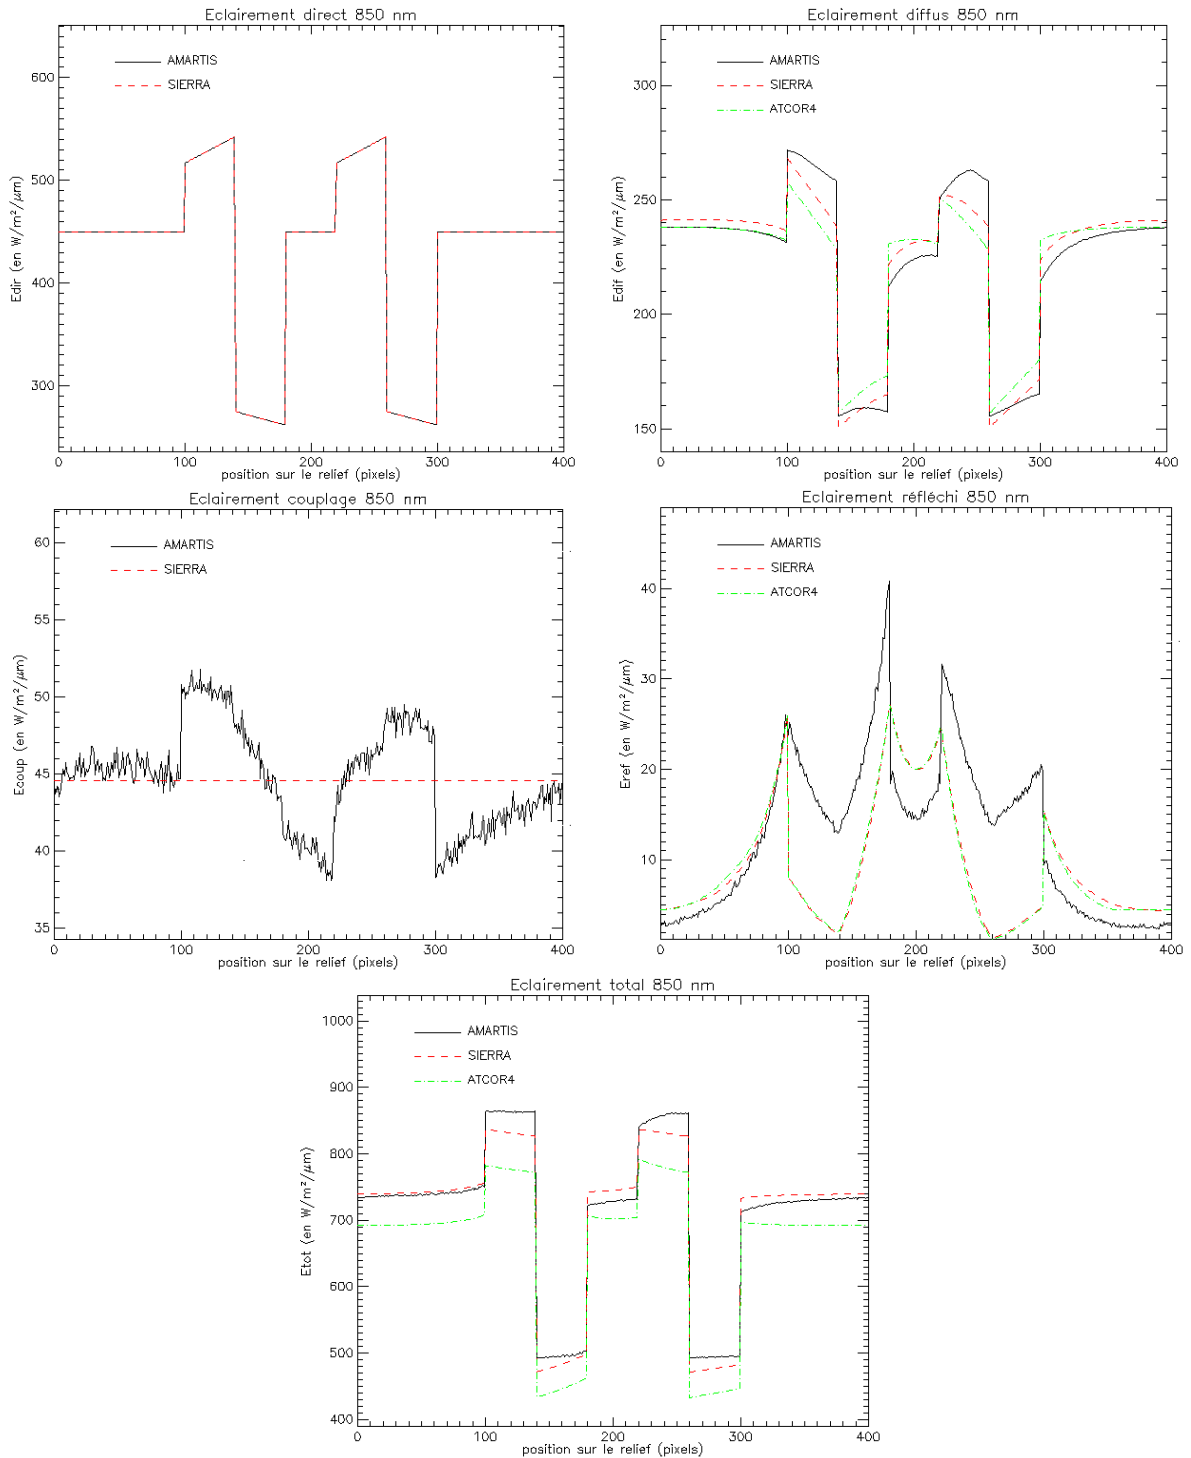 Eclairement direct 850 nm
AMARTIS
SIERRA
Edir (en W/m²/μm)
600
500
400
300
0 100 200 300 400
position sur le relief (pixels)
Eclairement diffus 850 nm
AMARTIS
SIERRA
ATCOR4
Edif (en W/m²/μm)
300
250
200
150
0 100 200 300 400
position sur le relief (pixels)
Eclairement couplage 850 nm
AMARTIS
SIERRA
Ecoup (en W/m²/μm)
60
55
50
45
40
35
0 100 200 300 400
position sur le relief (pixels)
Eclairement réfléchi 850 nm
AMARTIS
SIERRA
ATCOR4
Eref (en W/m²/μm)
40
30
20
10
0 100 200 300 400
position sur le relief (pixels)
Eclairement total 850 nm
AMARTIS
SIERRA
ATCOR4
Etot (en W/m²/μm)
1000
900
800
700
600
500
400
0 100 200 300 400
position sur le relief (pixels)